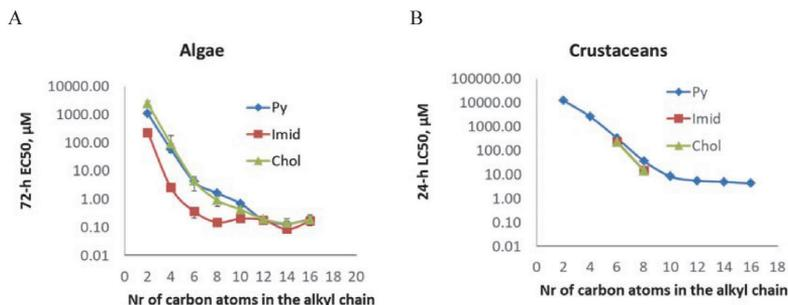 A
Algae
72-h EC50, µM
10000.00
1000.00
100.00
10.00
1.00
0.10
0.01
0 2 4 6 8 10 12 14 16 18 20
Nr of carbon atoms in the alkyl chain
Py
Imid
Chol
B
Crustaceans
24-h LC50, µM
100000.00
10000.00
1000.00
100.00
10.00
1.00
0.10
0.01
0 2 4 6 8 10 12 14 16 18
Nr of carbon atoms in the alkyl chain
Py
Imid
Chol